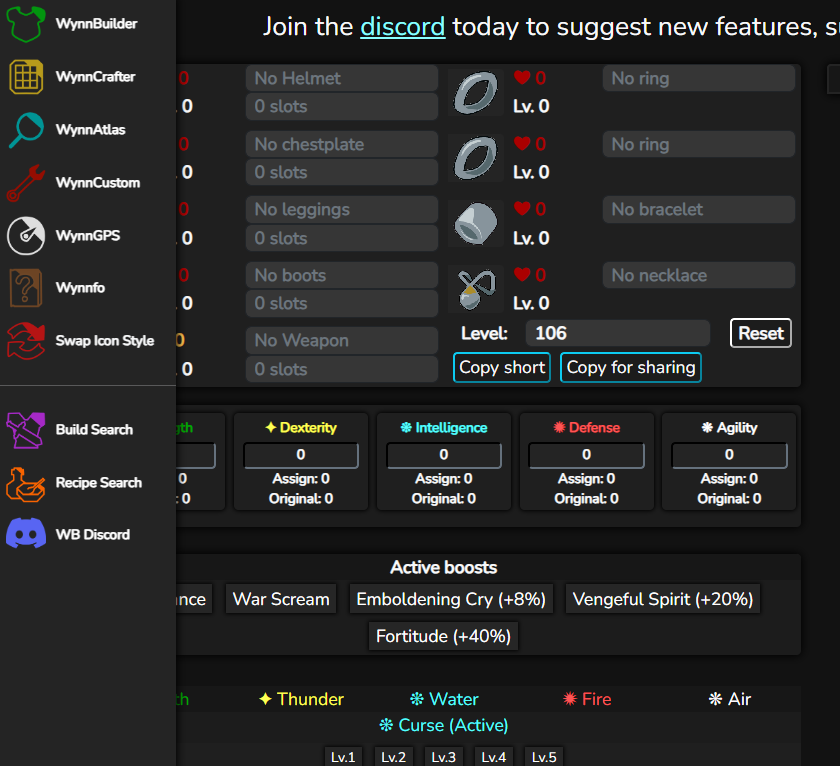 WynnBuilder
WynnCrafter
WynnAtlas
WynnCustom
WynnGPS
Wynnfo
Swap Icon Style
Build Search
Recipe Search
WB Discord
Join the discord today to suggest new features,
0 No Helmet 0 No ring
. 0 0 slots Lv. 0
0 No chestplate 0 No ring
. 0 0 slots Lv. 0
0 No leggings 0 No bracelet
. 0 0 slots Lv. 0
0 No boots 0 No necklace
. 0 0 slots Lv. 0
0 No Weapon Level: 106 Reset
. 0 0 slots Copy short Copy for sharing
gth ✦ Dexterity ❉ Intelligence ✹ Defense ❋ Agility
0 0 0 0
0 Assign: 0 Assign: 0 Assign: 0 Assign: 0
: 0 Original: 0 Original: 0 Original: 0 Original: 0
Active boosts
ance War Scream Emboldening Cry (+8%) Vengeful Spirit (+20%)
Fortitude (+40%)
th ✦ Thunder ❉ Water ✹ Fire ❋ Air
❉ Curse (Active)
Lv.1 Lv.2 Lv.3 Lv.4 Lv.5